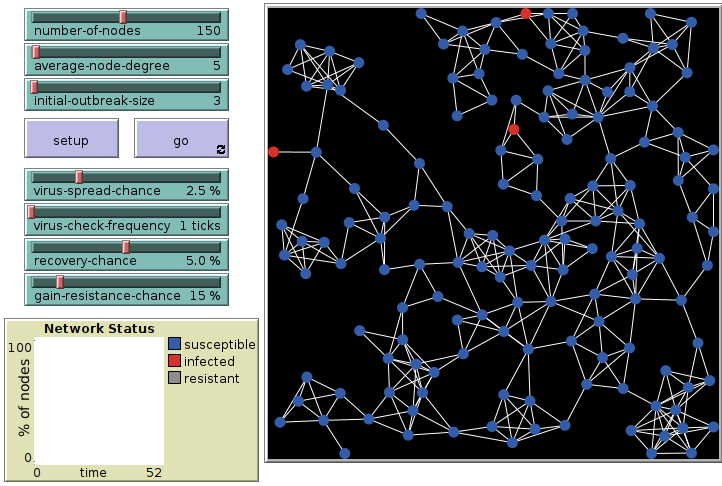 number-of-nodes 150
average-node-degree 5
initial-outbreak-size 3
setup go
virus-spread-chance 2.5 %
virus-check-frequency 1 ticks
recovery-chance 5.0 %
gain-resistance-chance 15 %
Network Status
100
% of nodes
0
0 time 52
susceptible
infected
resistant